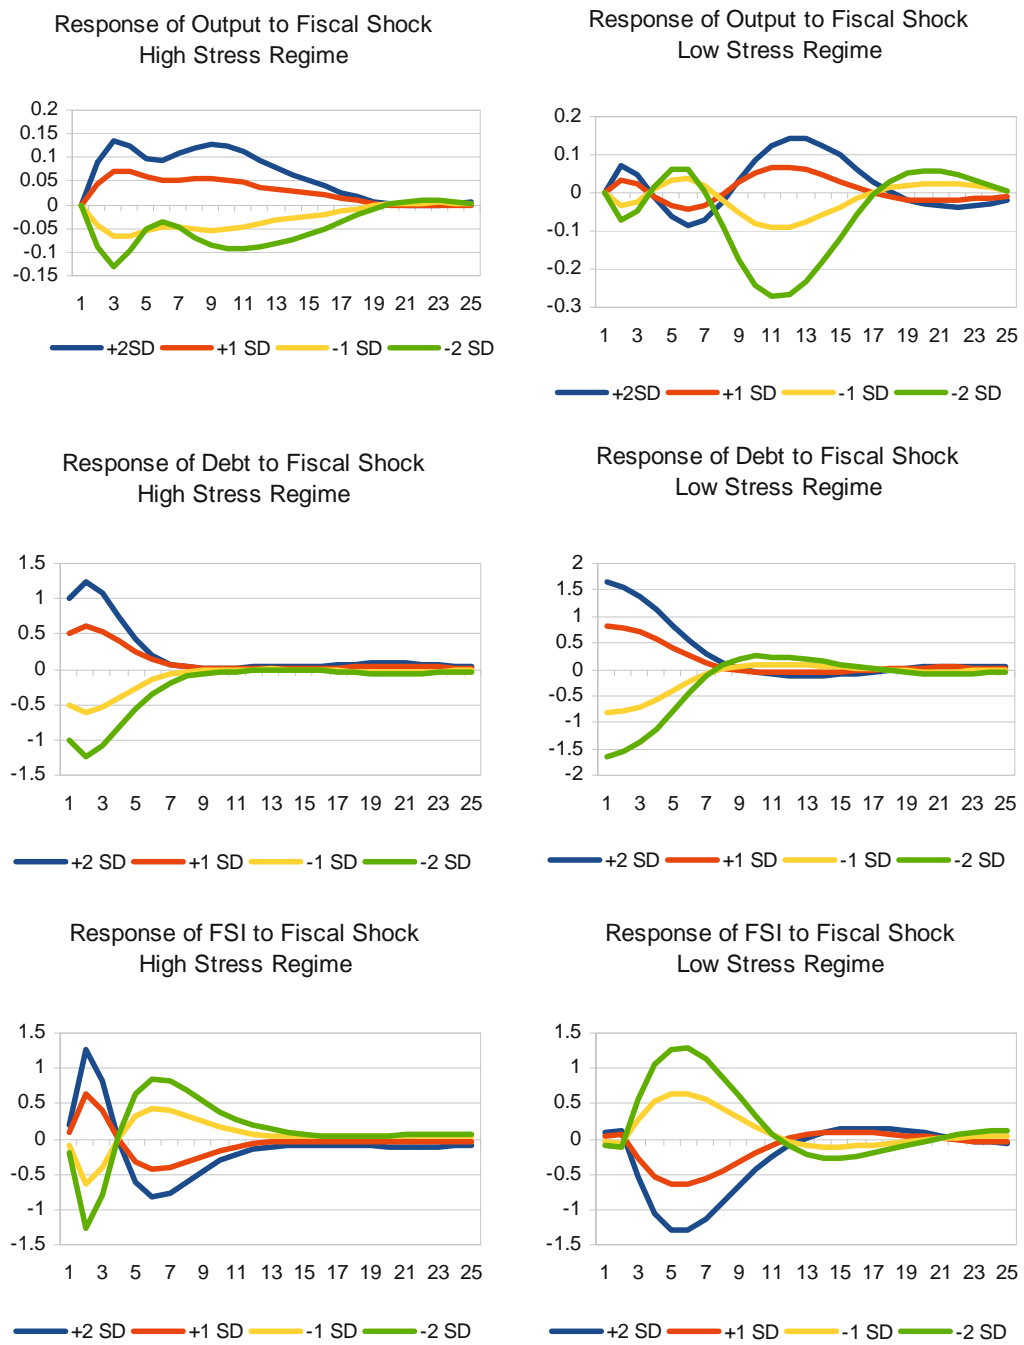 Response of Output to Fiscal Shock
High Stress Regime
0.2
0.15
0.1
0.05
0
-0.05
-0.1
-0.15
1 3 5 7 9 11 13 15 17 19 21 23 25
+2SD +1 SD -1 SD -2 SD
Response of Output to Fiscal Shock
Low Stress Regime
0.2
0.1
0
-0.1
-0.2
-0.3
1 3 5 7 9 11 13 15 17 19 21 23 25
+2SD +1 SD -1 SD -2 SD
Response of Debt to Fiscal Shock
High Stress Regime
1.5
1
0.5
0
-0.5
-1
-1.5
1 3 5 7 9 11 13 15 17 19 21 23 25
+2 SD +1 SD -1 SD -2 SD
Response of Debt to Fiscal Shock
Low Stress Regime
2
1.5
1
0.5
0
-0.5
-1
-1.5
-2
1 3 5 7 9 11 13 15 17 19 21 23 25
+2 SD +1 SD -1 SD -2 SD
Response of FSI to Fiscal Shock
High Stress Regime
1.5
1
0.5
0
-0.5
-1
-1.5
1 3 5 7 9 11 13 15 17 19 21 23 25
+2 SD +1 SD -1 SD -2 SD
Response of FSI to Fiscal Shock
Low Stress Regime
1.5
1
0.5
0
-0.5
-1
-1.5
1 3 5 7 9 11 13 15 17 19 21 23 25
+2 SD +1 SD -1 SD -2 SD